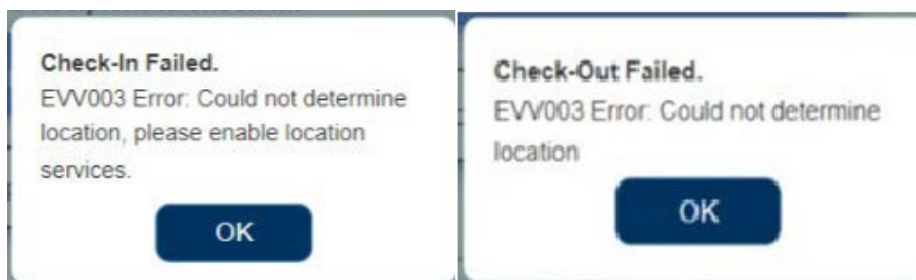 Check-In Failed.
EVV003 Error: Could not determine
location, please enable location
services.
OK
Check-Out Failed.
EVV003 Error: Could not determine
location
OK